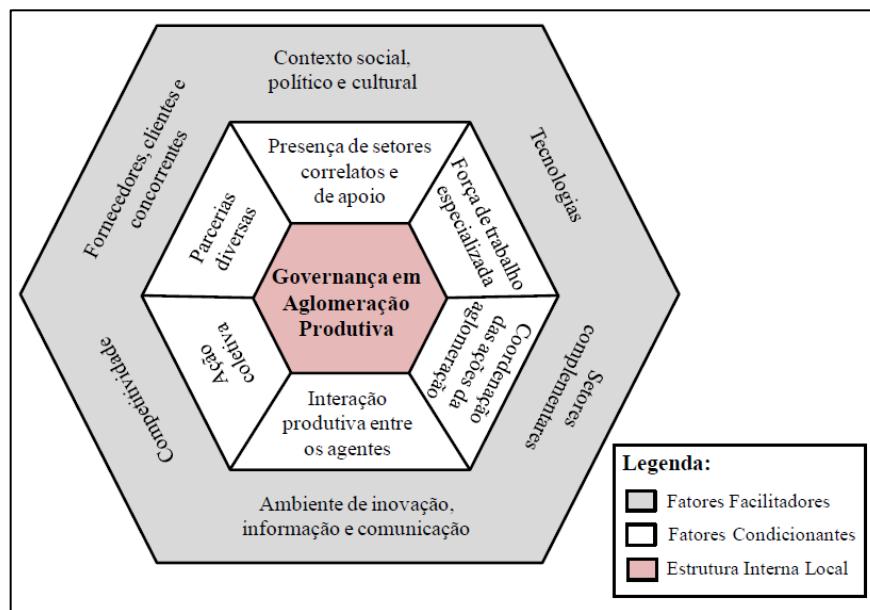 Contexto social,
político e cultural
Fornecedores, clientes e
concorrentes
Tecnologias
Presença de setores
correlatos e
de apoio
Parcerias
diversas
Força de trabalho
especializada
Governança em
Aglomeração
Produtiva
Ação
coletiva
Coordenação
das ações da
aglomeração
Interação
produtiva entre
os agentes
Competitividade
Setores
complementares
Ambiente de inovação,
informação e comunicação
Legenda:
Fatores Facilitadores
Fatores Condicionantes
Estrutura Interna Local